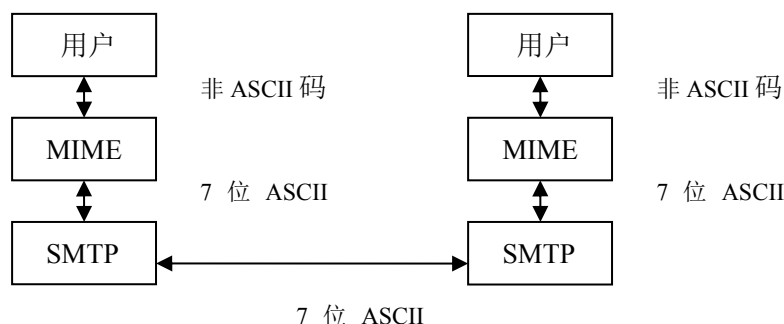 用户 用户
非 ASCII 码 非 ASCII 码
MIME MIME
7 位 ASCII 7 位 ASCII
SMTP SMTP
7 位 ASCII